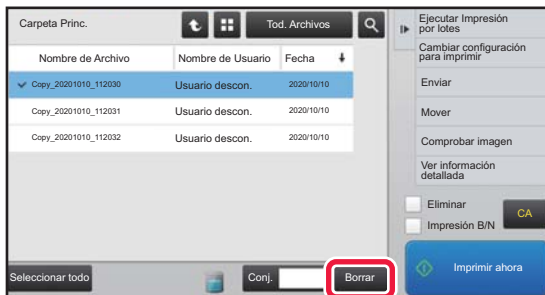 Carpeta Princ.
Tod. Archivos
Nombre de Archivo Nombre de Usuario Fecha
Copy_20201010_112030 Usuario descon. 2020/10/10
Copy_20201010_112031 Usuario descon. 2020/10/10
Copy_20201010_112032 Usuario descon. 2020/10/10
Seleccionar todo
Conj.
Borrar
Ejecutar Impresión
por lotes
Cambiar configuración
para imprimir
Enviar
Mover
Comprobar imagen
Ver información
detallada
Eliminar
Impresión B/N
CA
Imprimir ahora